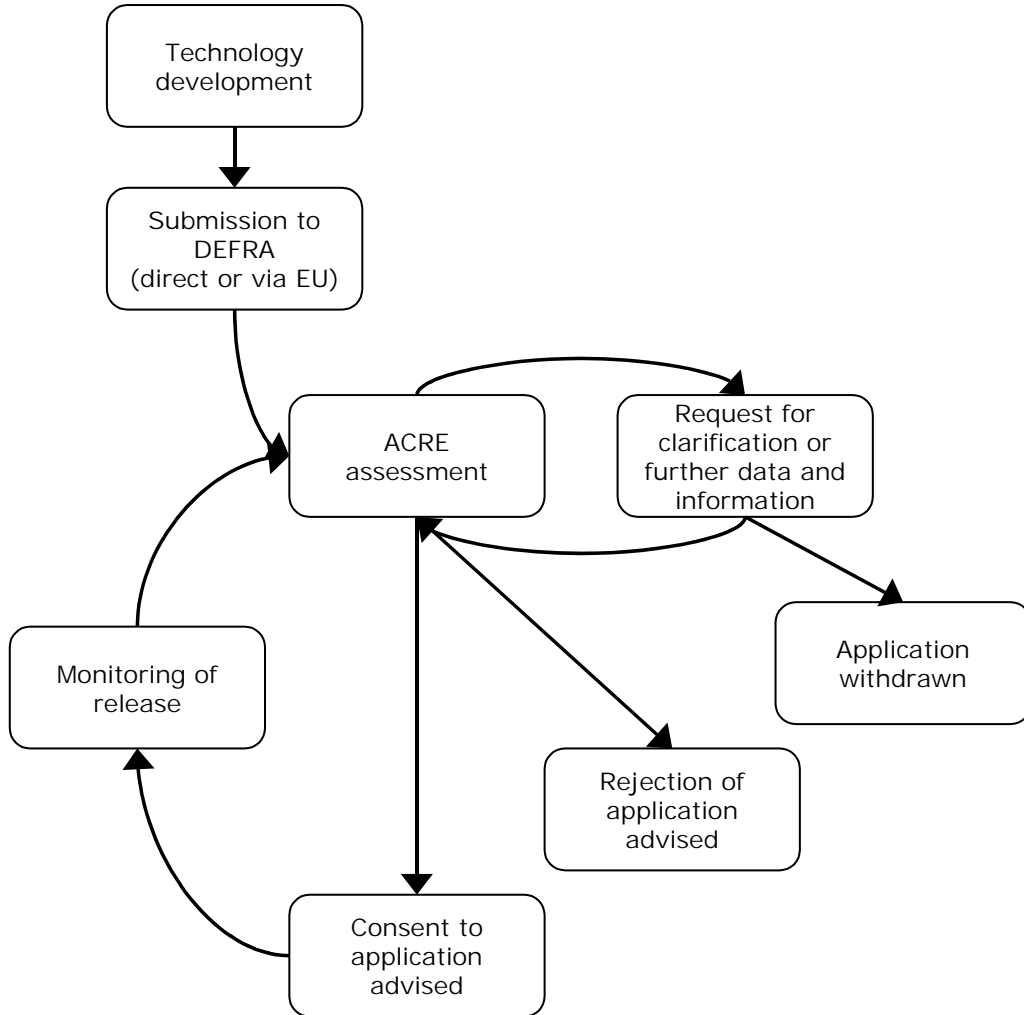 Technology
development
Submission to
DEFRA
(direct or via EU)
ACRE
assessment
Request for
clarification or
further data and
information
Application
withdrawn
Monitoring of
release
Rejection of
application
advised
Consent to
application
advised